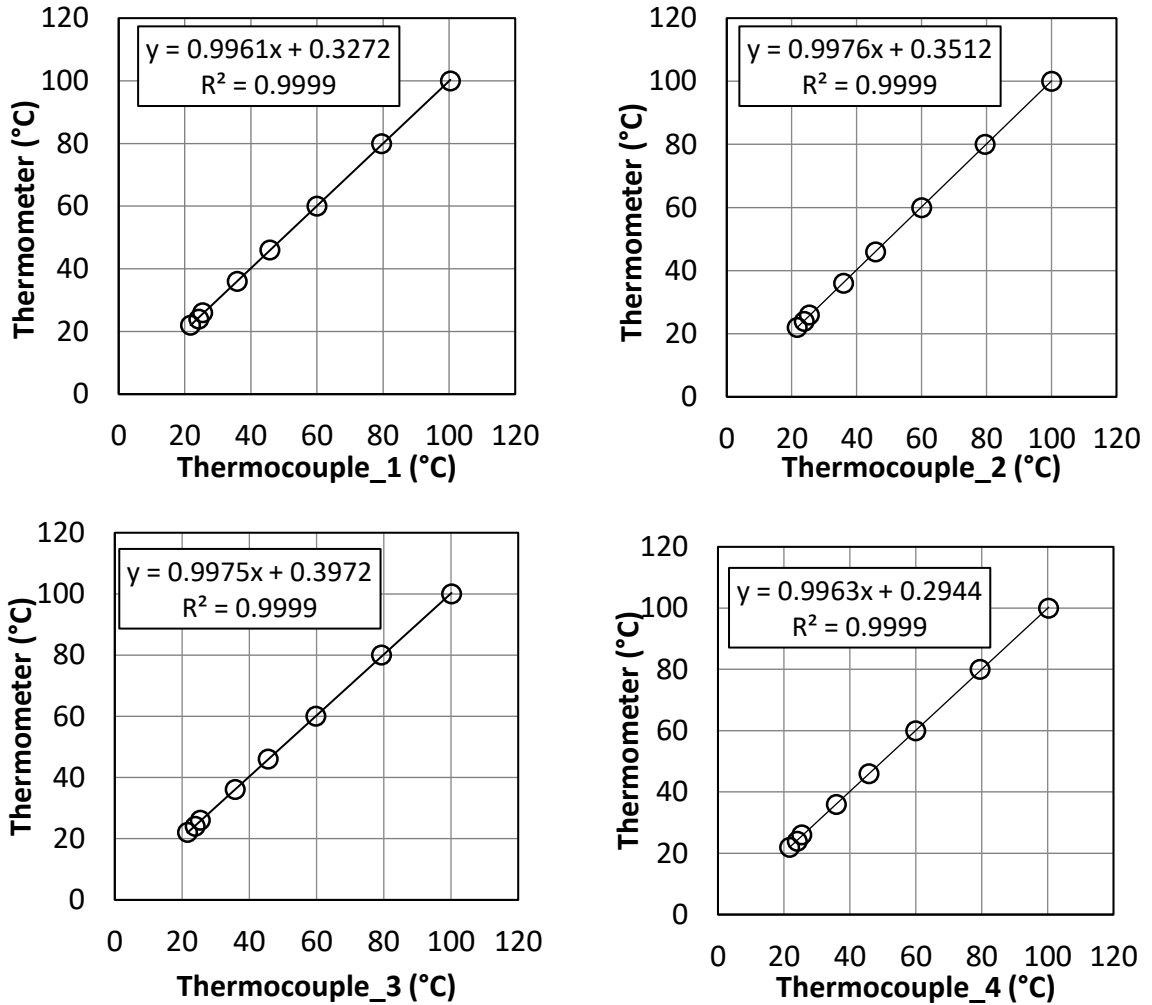 120
100
80
60
40
20
0
Thermometer (°C)
y = 0.9961x + 0.3272
R² = 0.9999
0 20 40 60 80 100 120
Thermocouple_1 (°C)
120
100
80
60
40
20
0
Thermometer (°C)
y = 0.9976x + 0.3512
R² = 0.9999
0 20 40 60 80 100 120
Thermocouple_2 (°C)
120
100
80
60
40
20
0
Thermometer (°C)
y = 0.9975x + 0.3972
R² = 0.9999
0 20 40 60 80 100 120
Thermocouple_3 (°C)
120
100
80
60
40
20
0
Thermometer (°C)
y = 0.9963x + 0.2944
R² = 0.9999
0 20 40 60 80 100 120
Thermocouple_4 (°C)